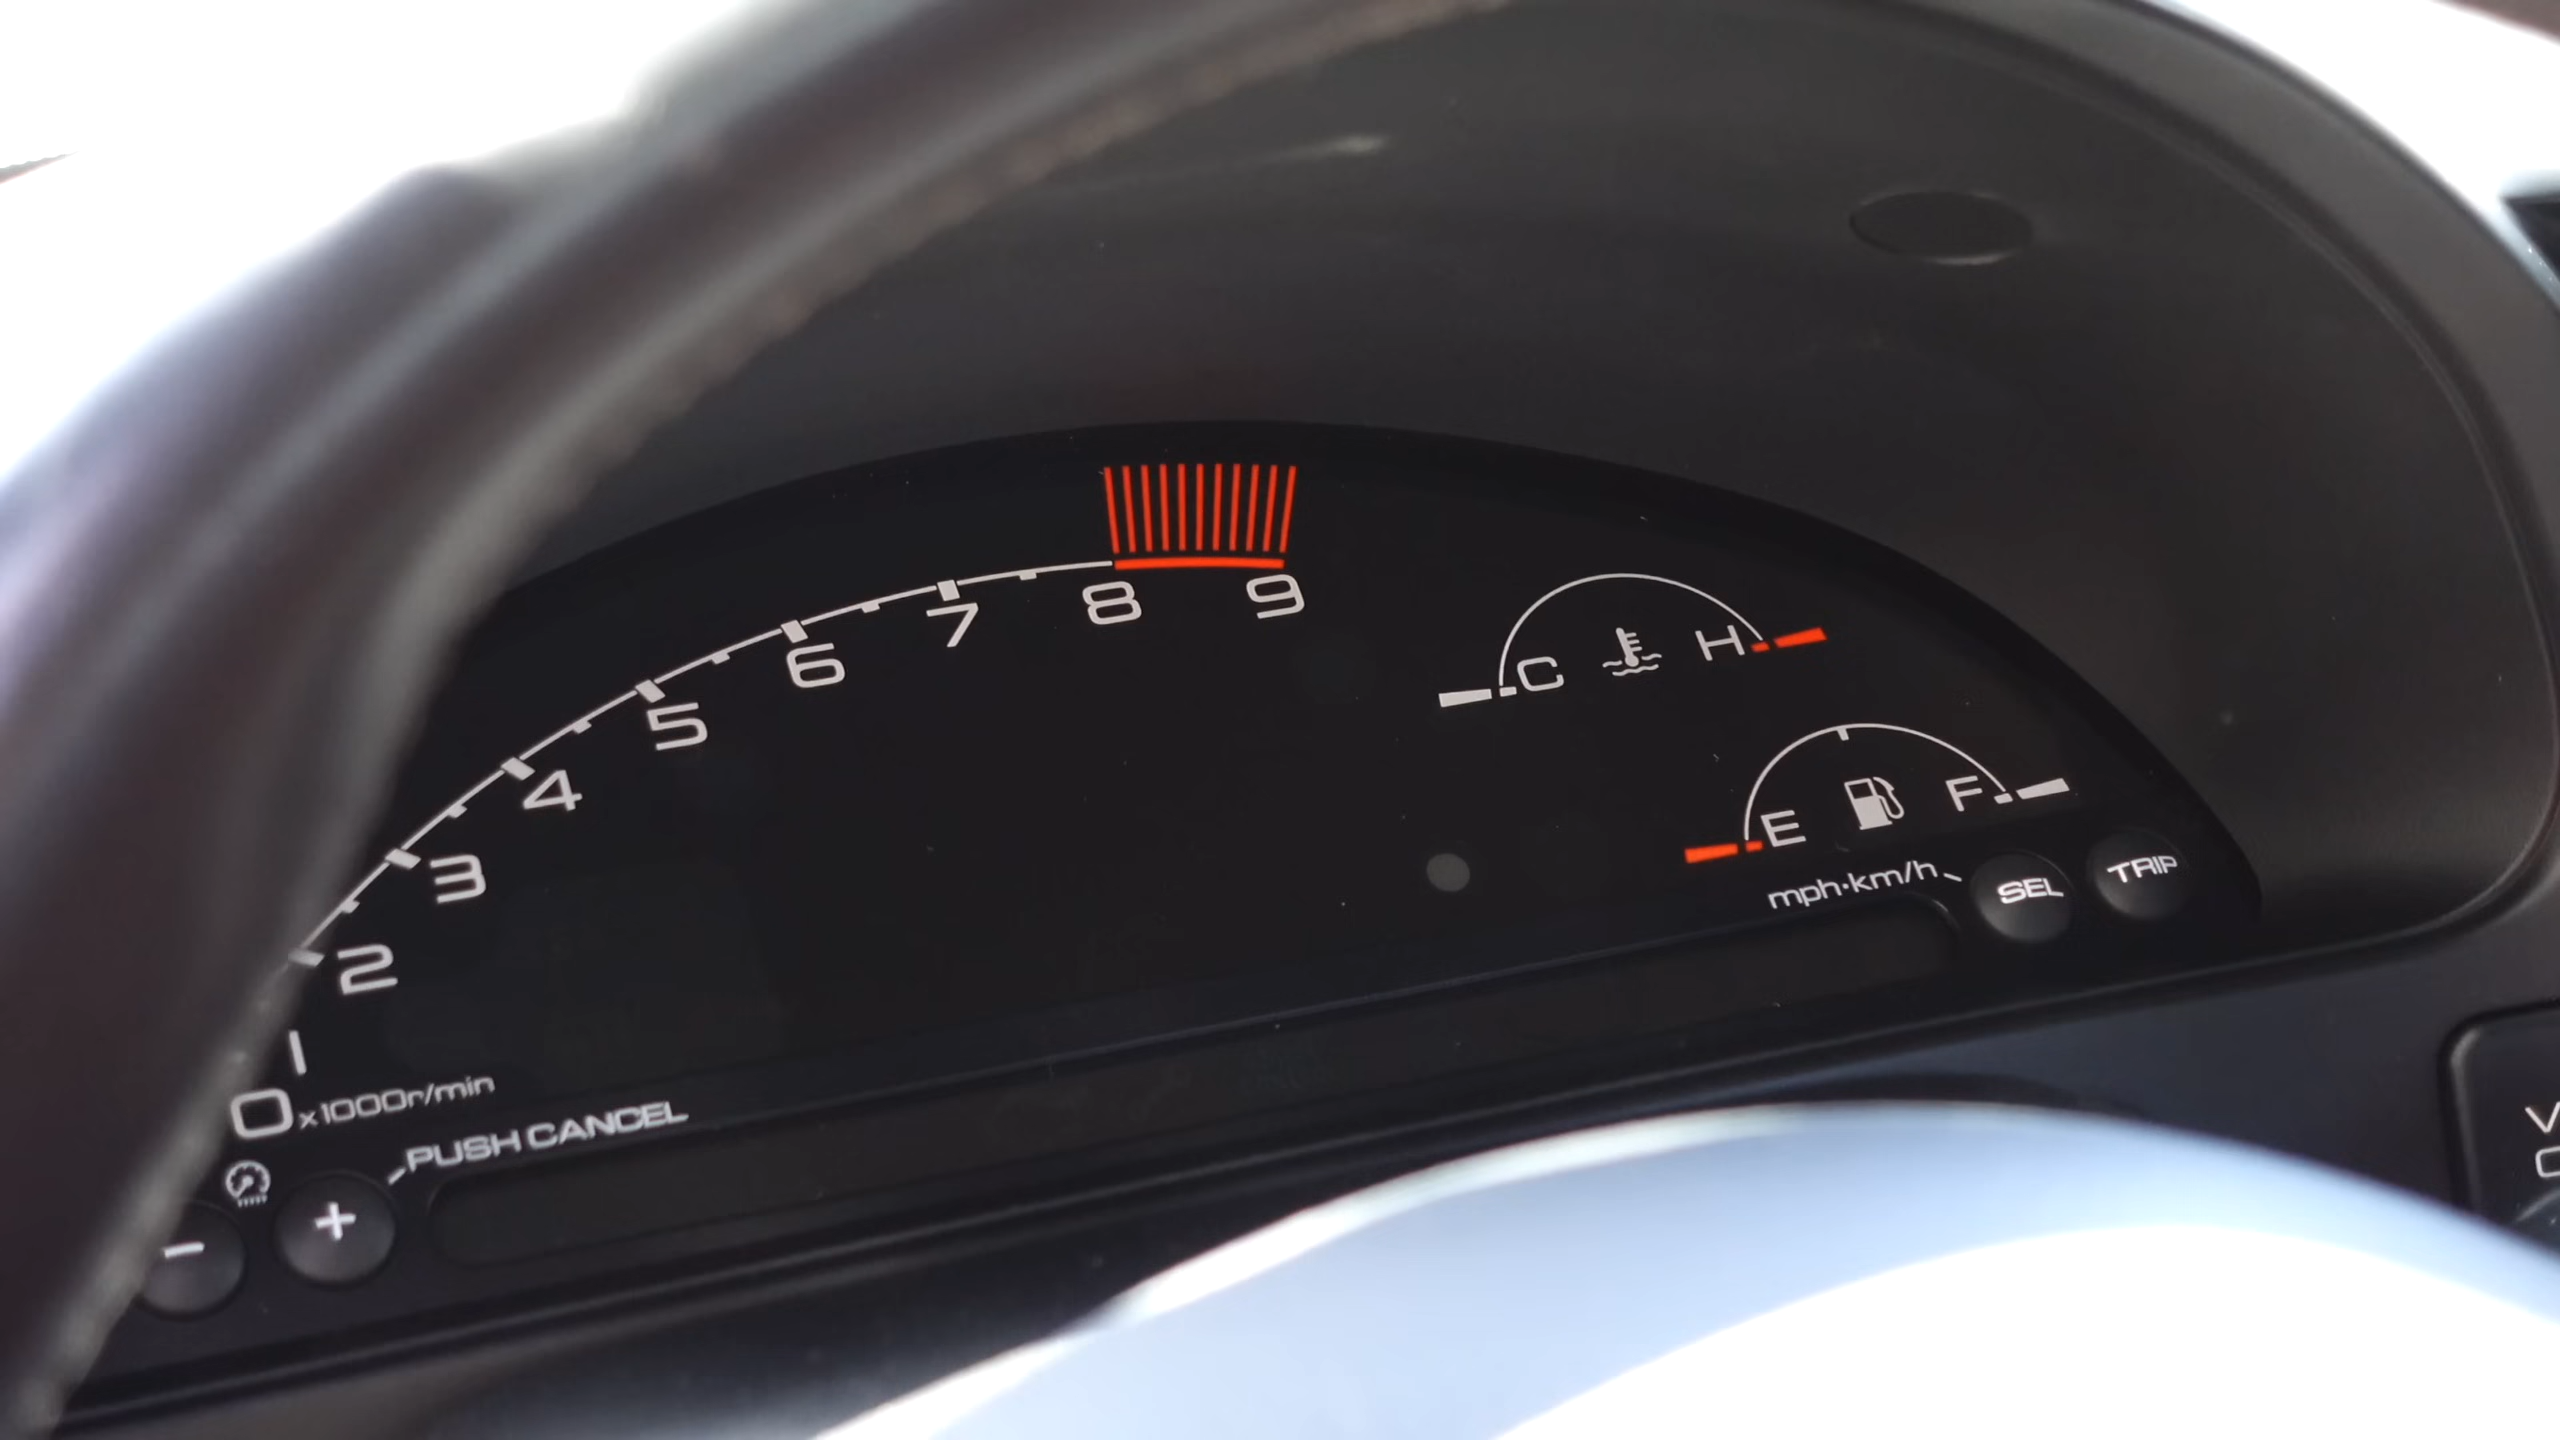 0 1 2 3 4 5 6 7 8 9
x1000r/min
C H
E F
mph·km/h
SEL
TRIP
PUSH CANCEL
- +